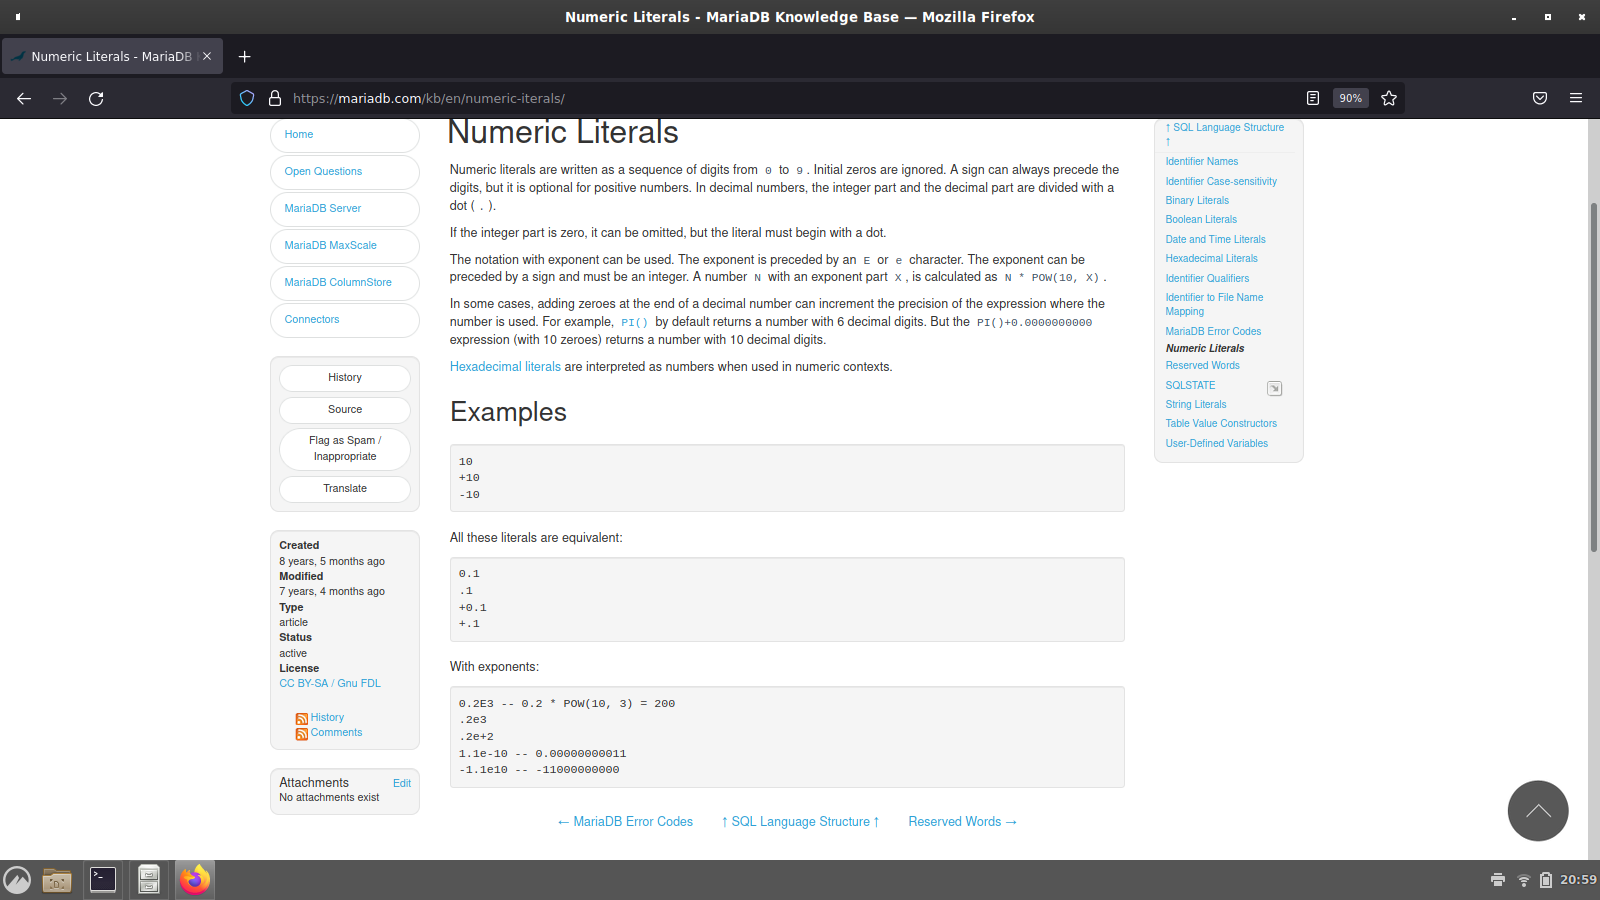 Numeric Literals - MariaDB Knowledge Base — Mozilla Firefox
Numeric Literals - MariaDB
https://mariadb.com/kb/en/numeric-iterals/
90%
Home
Open Questions
MariaDB Server
MariaDB MaxScale
MariaDB ColumnStore
Connectors
History
Source
Flag as Spam /
Inappropriate
Translate
Created
8 years, 5 months ago
Modified
7 years, 4 months ago
Type
article
Status
active
License
CC BY-SA / Gnu FDL
History
Comments
Attachments Edit
No attachments exist
Numeric Literals
Numeric literals are written as a sequence of digits from 0 to 9. Initial zeros are ignored. A sign can always precede the
digits, but it is optional for positive numbers. In decimal numbers, the integer part and the decimal part are divided with a
dot ( . ).
If the integer part is zero, it can be omitted, but the literal must begin with a dot.
The notation with exponent can be used. The exponent is preceded by an E or e character. The exponent can be
preceded by a sign and must be an integer. A number N with an exponent part X, is calculated as N * POW(10, X).
In some cases, adding zeroes at the end of a decimal number can increment the precision of the expression where the
number is used. For example, PI() by default returns a number with 6 decimal digits. But the PI()+0.0000000000
expression (with 10 zeroes) returns a number with 10 decimal digits.
Hexadecimal literals are interpreted as numbers when used in numeric contexts.
Examples
10
+10
-10
All these literals are equivalent:
0.1
.1
+0.1
+.1
With exponents:
0.2E3 -- 0.2 * POW(10, 3) = 200
.2e3
.2e+2
1.1e-10 -- 0.00000000011
-1.1e10 -- -11000000000
← MariaDB Error Codes ↑ SQL Language Structure ↑ Reserved Words →
↑ SQL Language Structure
↑
Identifier Names
Identifier Case-sensitivity
Binary Literals
Boolean Literals
Date and Time Literals
Hexadecimal Literals
Identifier Qualifiers
Identifier to File Name
Mapping
MariaDB Error Codes
Numeric Literals
Reserved Words
SQLSTATE
String Literals
Table Value Constructors
User-Defined Variables
20:59